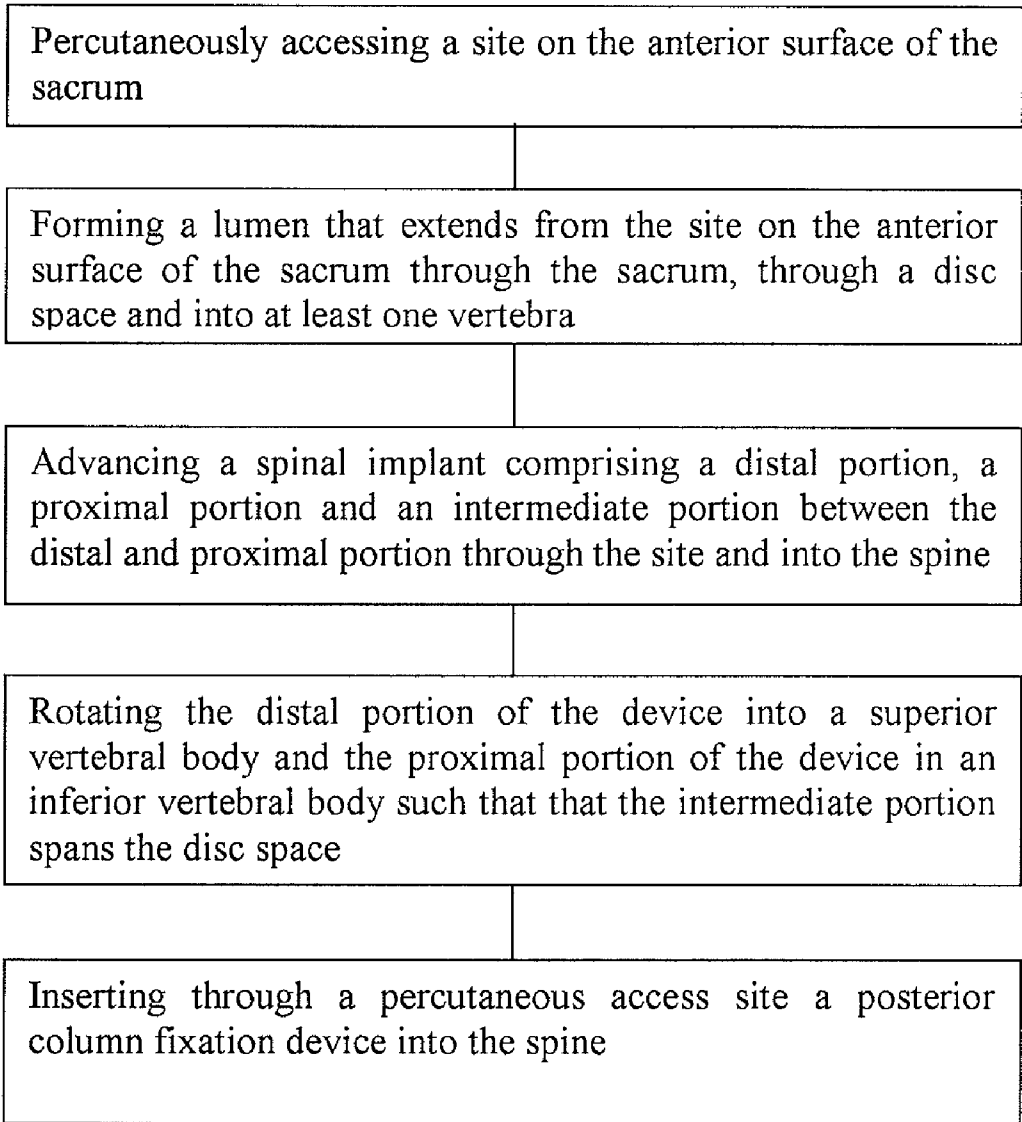 Percutaneously accessing a site on the anterior surface of the
sacrum
Forming a lumen that extends from the site on the anterior
surface of the sacrum through the sacrum, through a disc
space and into at least one vertebra
Advancing a spinal implant comprising a distal portion, a
proximal portion and an intermediate portion between the
distal and proximal portion through the site and into the spine
Rotating the distal portion of the device into a superior
vertebral body and the proximal portion of the device in an
inferior vertebral body such that that the intermediate portion
spans the disc space
Inserting through a percutaneous access site a posterior
column fixation device into the spine